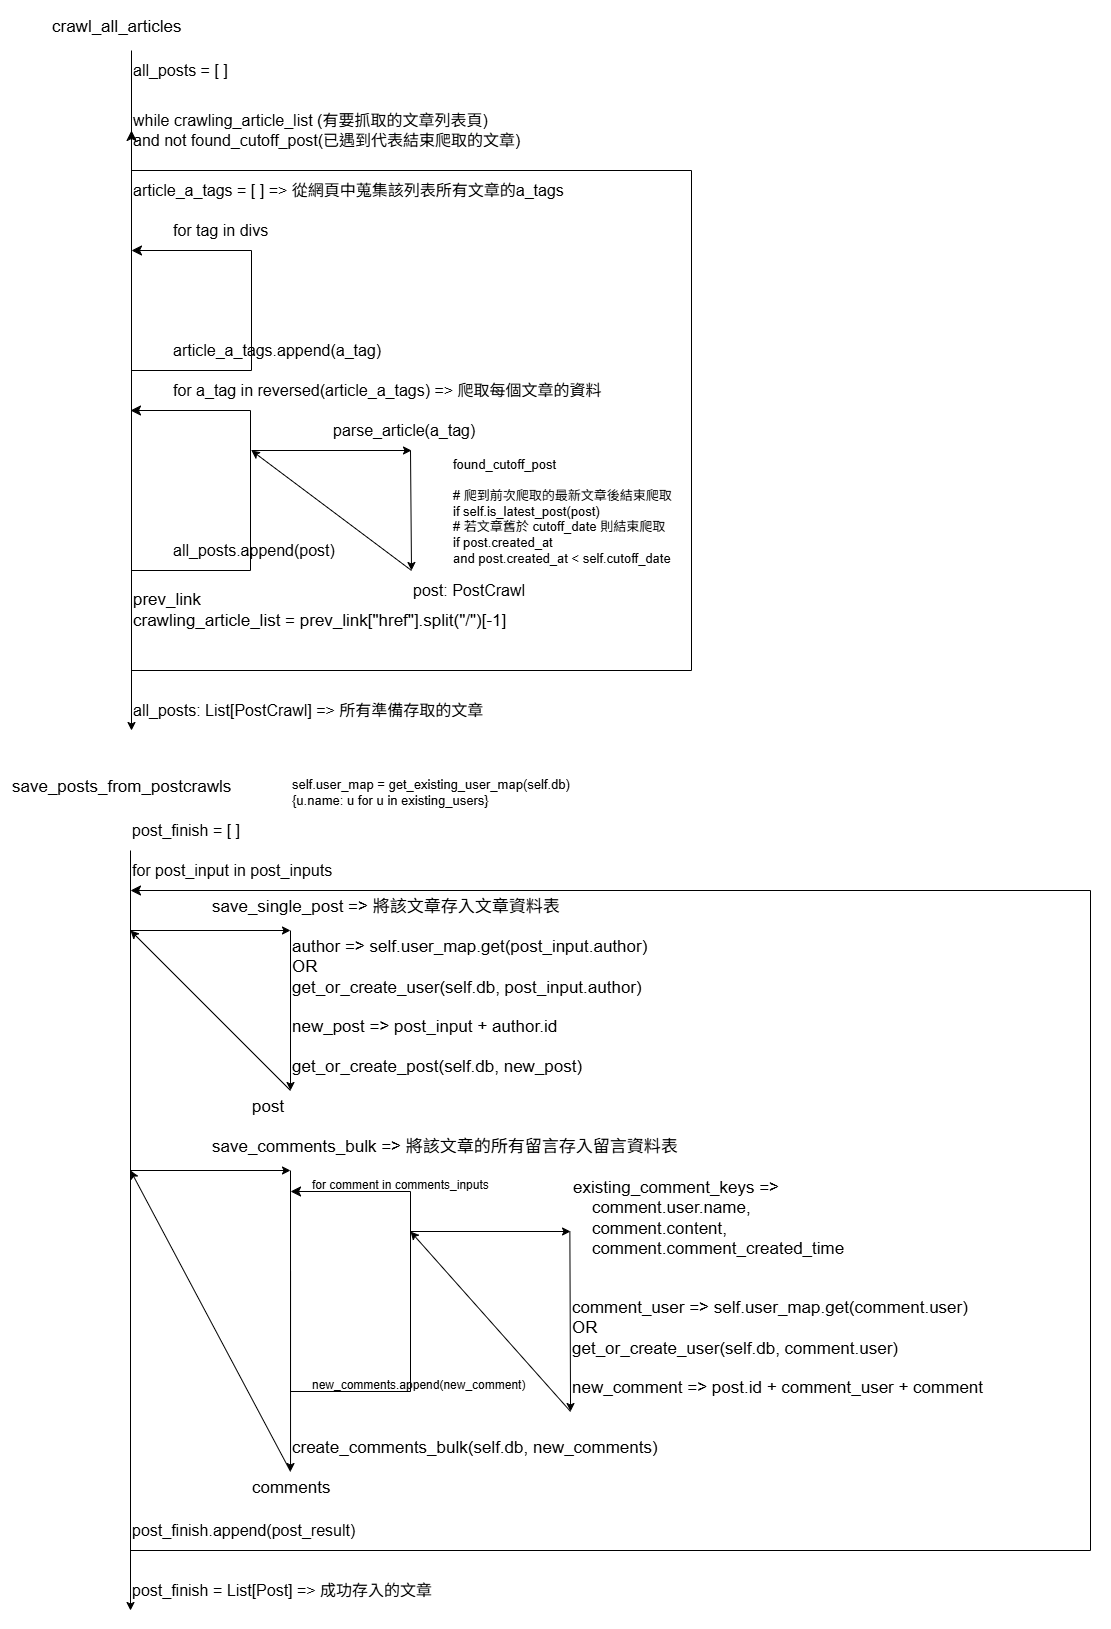 crawl_all_articles
all_posts = [ ]
while crawling_article_list (有要抓取的文章列表頁)
and not found_cutoff_post(已遇到代表結束爬取的文章)
article_a_tags = [ ] => 從網頁中蒐集該列表所有文章的a_tags
for tag in divs
article_a_tags.append(a_tag)
for a_tag in reversed(article_a_tags) => 爬取每個文章的資料
parse_article(a_tag)
found_cutoff_post
# 爬到前次爬取的最新文章後結束爬取
if self.is_latest_post(post)
# 若文章舊於 cutoff_date 則結束爬取
if post.created_at
and post.created_at < self.cutoff_date
all_posts.append(post)
post: PostCrawl
prev_link
crawling_article_list = prev_link["href"].split("/")[-1]
all_posts: List[PostCrawl] => 所有準備存取的文章
save_posts_from_postcrawls
self.user_map = get_existing_user_map(self.db)
{u.name: u for u in existing_users}
post_finish = [ ]
for post_input in post_inputs
save_single_post => 將該文章存入文章資料表
author => self.user_map.get(post_input.author)
OR
get_or_create_user(self.db, post_input.author)
new_post => post_input + author.id
get_or_create_post(self.db, new_post)
post
save_comments_bulk => 將該文章的所有留言存入留言資料表
for comment in comments_inputs
existing_comment_keys =>
comment.user.name,
comment.content,
comment.comment_created_time
comment_user => self.user_map.get(comment.user)
OR
get_or_create_user(self.db, comment.user)
new_comments.append(new_comment)
new_comment => post.id + comment_user + comment
create_comments_bulk(self.db, new_comments)
comments
post_finish.append(post_result)
post_finish = List[Post] => 成功存入的文章